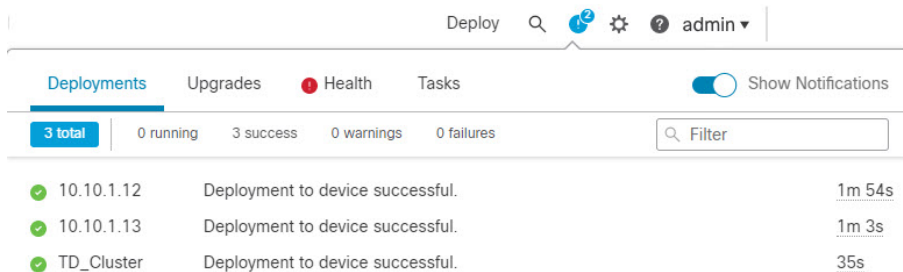 Deploy 2 ? admin
Deployments Upgrades ! Health Tasks Show Notifications
3 total 0 running 3 success 0 warnings 0 failures Filter
10.10.1.12 Deployment to device successful. 1m 54s
10.10.1.13 Deployment to device successful. 1m 3s
TD_Cluster Deployment to device successful. 35s